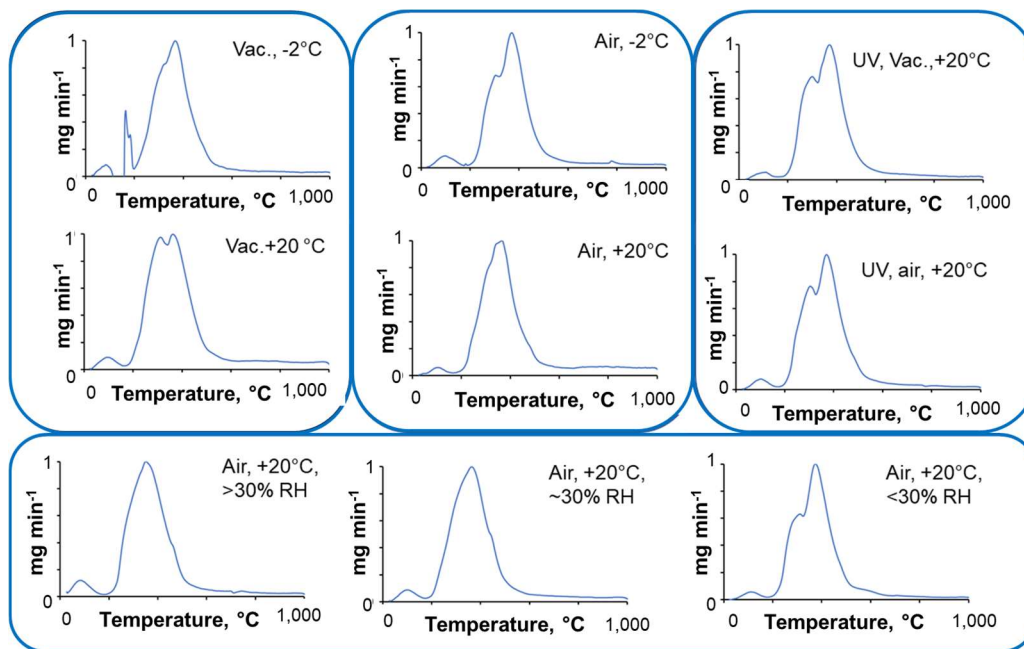 1
Vac., -2°C
mg min-1
0
0
1,000
Temperature, °C
1
Air, -2°C
mg min-1
0
0
1,000
Temperature, °C
1
UV, Vac.,+20°C
mg min-1
0
0
1,000
Temperature, °C
1
Vac.+20 °C
mg min-1
0
0
1,000
Temperature, °C
1
Air, +20°C
mg min-1
0
0
1,000
Temperature, °C
1
UV, air, +20°C
mg min-1
0
0
1,000
Temperature, °C
1
Air, +20°C,
>30% RH
mg min-1
0
0
1,000
Temperature, °C
1
Air, +20°C,
~30% RH
mg min-1
0
0
1,000
Temperature, °C
1
Air, +20°C,
<30% RH
mg min-1
0
0
1,000
Temperature, °C